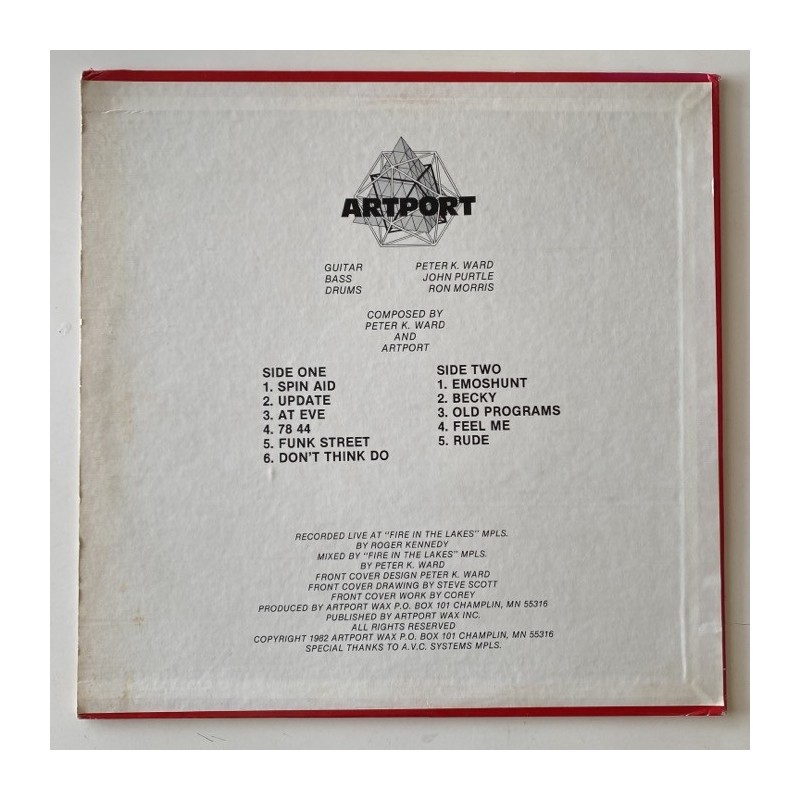 ARTPORT
GUITAR PETER K. WARD
BASS JOHN PURTLE
DRUMS RON MORRIS
COMPOSED BY
PETER K. WARD
AND
ARTPORT
SIDE ONE
1. SPIN AID
2. UPDATE
3. AT EVE
4. 78 44
5. FUNK STREET
6. DON'T THINK DO
SIDE TWO
1. EMOSHUNT
2. BECKY
3. OLD PROGRAMS
4. FEEL ME
5. RUDE
RECORDED LIVE AT "FIRE IN THE LAKES" MPLS.
BY ROGER KENNEDY
MIXED BY "FIRE IN THE LAKES" MPLS.
BY PETER K. WARD
FRONT COVER DESIGN PETER K. WARD
FRONT COVER DRAWING BY STEVE SCOTT
FRONT COVER WORK BY COREY
PRODUCED BY ARTPORT WAX P.O. BOX 101 CHAMPLIN, MN 55316
PUBLISHED BY ARTPORT WAX INC.
ALL RIGHTS RESERVED
COPYRIGHT 1982 ARTPORT WAX P.O. BOX 101 CHAMPLIN, MN 55316
SPECIAL THANKS TO A.V.C. SYSTEMS MPLS.